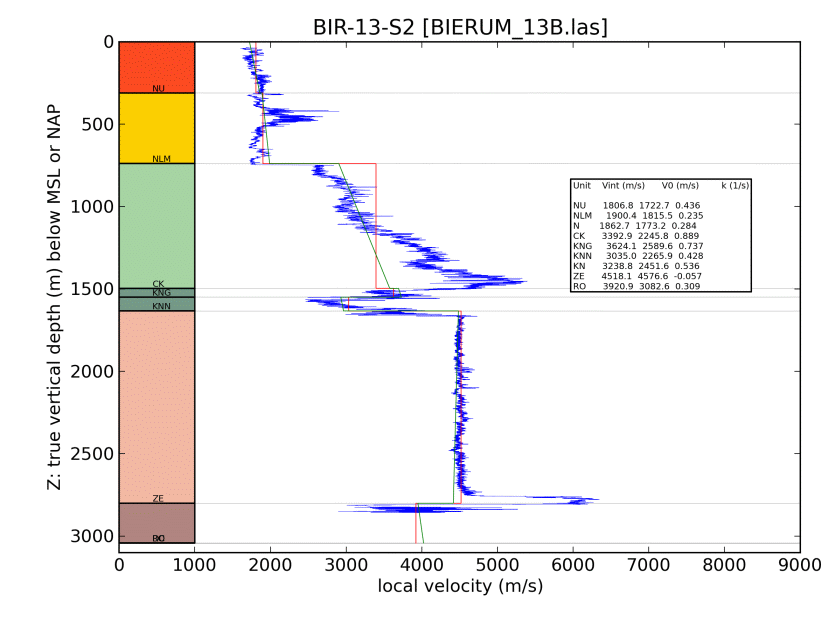 BIR-13-S2 [BIERUM_13B.las]
Z: true vertical depth (m) below MSL or NAP
0
500
1000
1500
2000
2500
3000
NU
NLM
CK
KNG
KNN
ZE
Unit Vint (m/s) V0 (m/s) k (1/s)
NU 1806.8 1722.7 0.436
NLM 1900.4 1815.5 0.235
N 1862.7 1773.2 0.284
CK 3392.9 2245.8 0.889
KNG 3624.1 2589.6 0.737
KNN 3035.0 2265.9 0.428
KN 3238.8 2451.6 0.536
ZE 4518.1 4576.6 -0.057
RO 3920.9 3082.6 0.309
0 1000 2000 3000 4000 5000 6000 7000 8000 9000
local velocity (m/s)